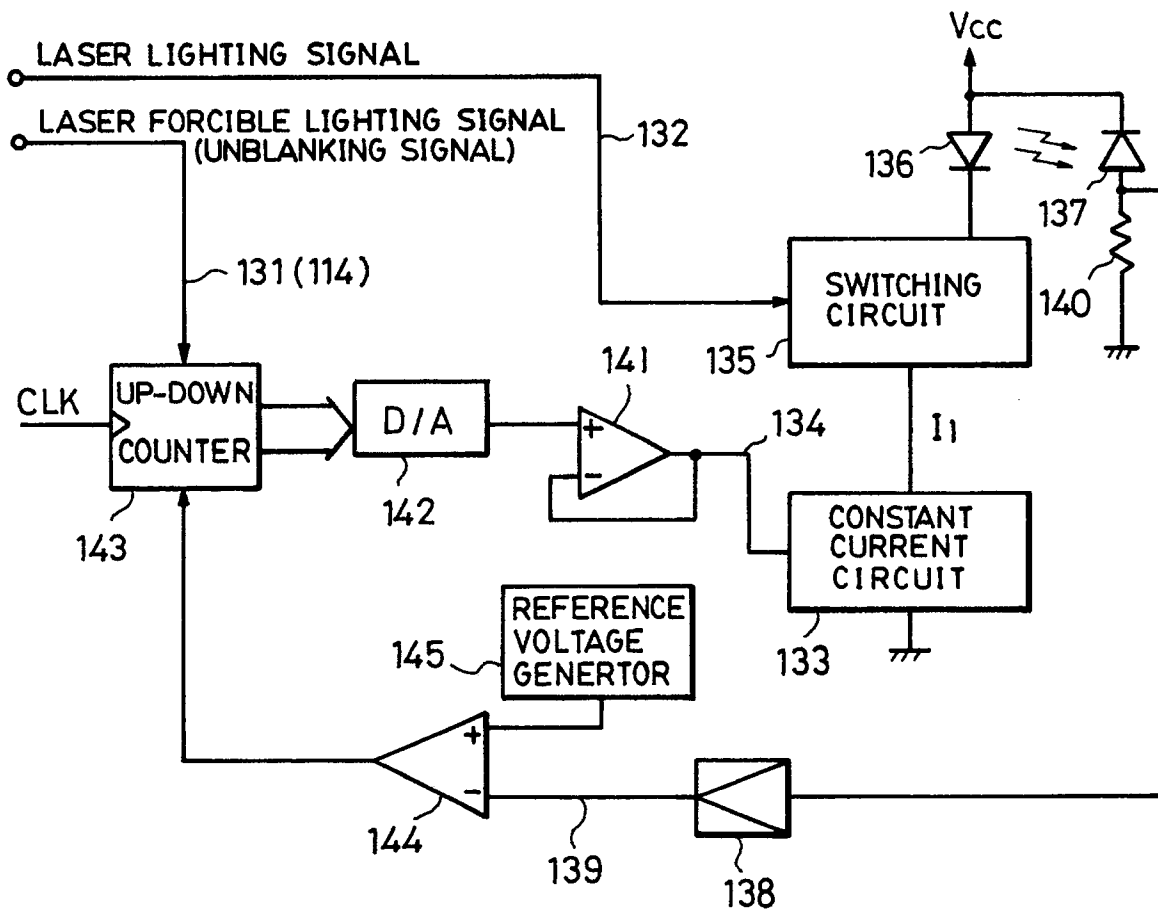 LASER LIGHTING SIGNAL
LASER FORCIBLE LIGHTING SIGNAL
(UNBLANKING SIGNAL)
132
131 (114)
Vcc
136
137
140
SWITCHING
CIRCUIT
135
CLK
UP-DOWN
COUNTER
143
D/A
142
141
+
-
134
I1
CONSTANT
CURRENT
CIRCUIT
133
REFERENCE
VOLTAGE
GENERTOR
145
+
-
144
139
138